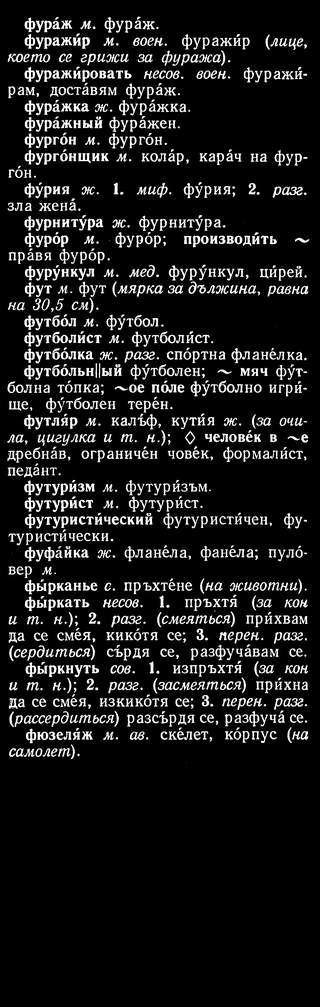 фура́ж м. фура́ж.
фуражи́р м. воен. фуражи́р (лице,
което се грижи за фуража).
фуражи́ровать несов. воен. фуражи́-
рам, доста́вям фура́ж.
фура́жка ж. фура́жка.
фура́жный фура́жен.
фурго́н м. фурго́н.
фурго́нщик м. кола́р, кара́ч на фур-
го́н.
фу́рия ж. 1. миф. фу́рия; 2. разг.
зла жена́.
фурниту́ра ж. фурниту́ра.
фуро́р м. фуро́р; производи́ть ~
пра́вя фуро́р.
фуру́нкул м. мед. фуру́нкул, ци́рей.
фут м. фут (мярка за дължина, равна
на 30,5 см).
футбо́л м. фу́тбол.
футболи́ст м. футболи́ст.
футбо́лка ж. разг. спо́ртна флане́лка.
футбо́льн||ый фу́тболен; ~ мяч фу́т-
болна то́пка; ~ое по́ле футболно игри́-
ще, фу́тболен тере́н.
футля́р м. калъ́ф, кути́я ж. (за очи-
ла, цигулка и т. н.); ◊ челове́к в ~е
дребна́в, ограниче́н чове́к, формали́ст,
педа́нт.
футури́зм м. футури́зъм.
футури́ст м. футури́ст.
футуристи́ческий футуристи́чен, фу-
туристи́чески.
фуфа́йка ж. флане́ла, фане́ла; пуло́-
вер м.
фы́рканье с. пръхте́не (на животни).
фы́ркать несов. 1. пръхтя́ (за кон
и т. н.); 2. разг. (смеяться) при́хвам
да се сме́я, кико́тя се; 3. перен. разг.
(сердиться) съ́рдя се, разфуча́вам се.
фы́ркнуть сов. 1. изпръхтя́ (за кон
и т. н.); 2. разг. (засмеяться) при́хна
да се сме́я, изкико́тя се; 3. перен. разг.
(рассердиться) разсъ́рдя се, разфуча́ се.
фюзеля́ж м. ав. ске́лет, ко́рпус (на
самолет).